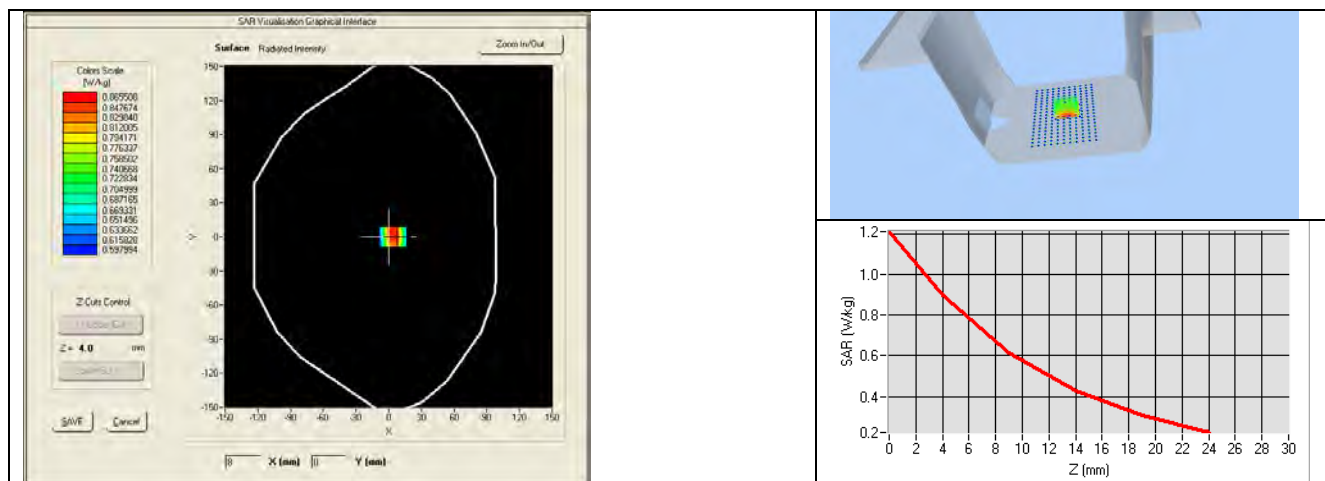 SAR Visualisation Graphical Interface
Surface Radiated Intensity
Zoom In/Out
Colors Scale
(W/kg)
0.865508
0.847674
0.829840
0.812005
0.794171
0.776337
0.758502
0.740668
0.722834
0.704999
0.687165
0.669331
0.651496
0.633662
0.615828
0.597994
Z Cuts Control
Z = 4.0 mm
SAVE Cancel
150-
120-
90-
60-
30-
0-
30-
60-
-90-
-120-
-150-
Y
-150 -120 -90 -60 -30 0 30 60 90 120 150
X
8 X (mm) 0 Y (mm)
1.2-
1.0-
0.8-
0.6-
0.4-
0.2-
SAR (W/kg)
0 2 4 6 8 10 12 14 16 18 20 22 24 26 28 30
Z (mm)